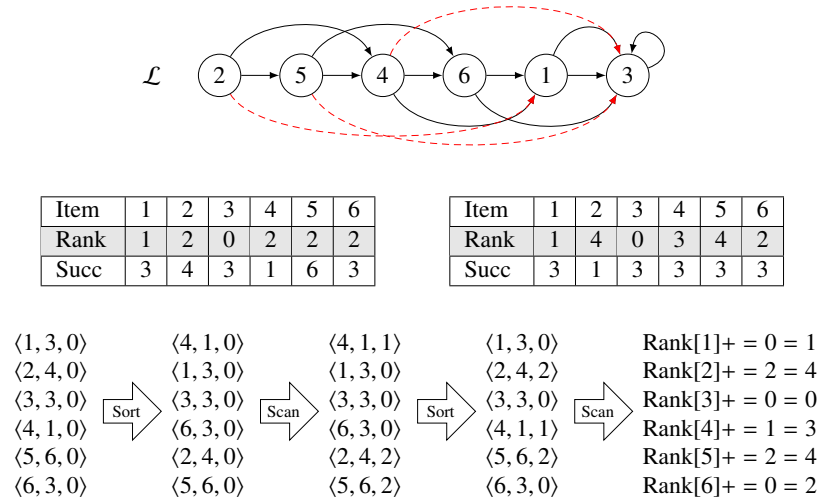 ℒ 2 5 4 6 1 3
Item 1 2 3 4 5 6
Rank 1 2 0 2 2 2
Succ 3 4 3 1 6 3
Item 1 2 3 4 5 6
Rank 1 4 0 3 4 2
Succ 3 1 3 3 3 3
⟨1, 3, 0⟩ ⟨4, 1, 0⟩ ⟨4, 1, 1⟩ ⟨1, 3, 0⟩ Rank[1]+ = 0 = 1
⟨2, 4, 0⟩ ⟨1, 3, 0⟩ ⟨1, 3, 0⟩ ⟨2, 4, 2⟩ Rank[2]+ = 2 = 4
⟨3, 3, 0⟩ Sort ⟨3, 3, 0⟩ Scan ⟨3, 3, 0⟩ Sort ⟨3, 3, 0⟩ Scan Rank[3]+ = 0 = 0
⟨4, 1, 0⟩ ⟨6, 3, 0⟩ ⟨6, 3, 0⟩ ⟨4, 1, 1⟩ Rank[4]+ = 1 = 3
⟨5, 6, 0⟩ ⟨2, 4, 0⟩ ⟨2, 4, 2⟩ ⟨5, 6, 2⟩ Rank[5]+ = 2 = 4
⟨6, 3, 0⟩ ⟨5, 6, 0⟩ ⟨5, 6, 2⟩ ⟨6, 3, 0⟩ Rank[6]+ = 0 = 2